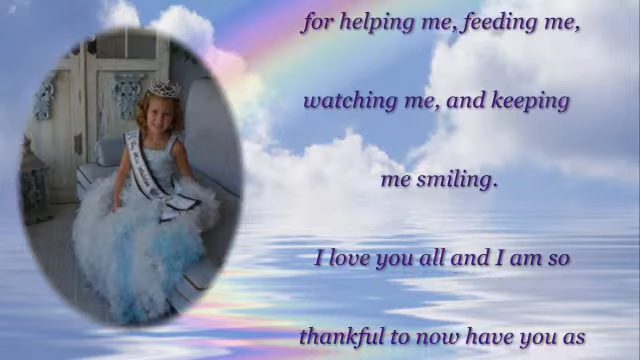 for helping me, feeding me,
watching me, and keeping
me smiling.
I love you all and I am so
thankful to now have you as